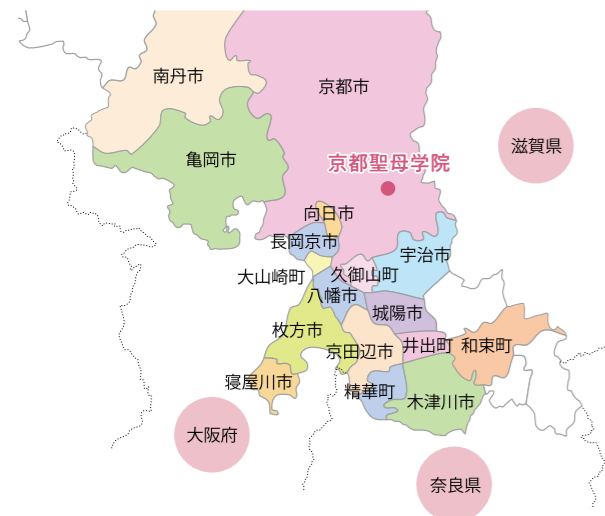 南丹市
京都市
滋賀県
亀岡市
京都聖母学院
向日市
長岡京市
宇治市
大山崎町
久御山町
八幡市
城陽市
枚方市
京田辺市
井出町
和束町
寝屋川市
精華町
木津川市
大阪府
奈良県